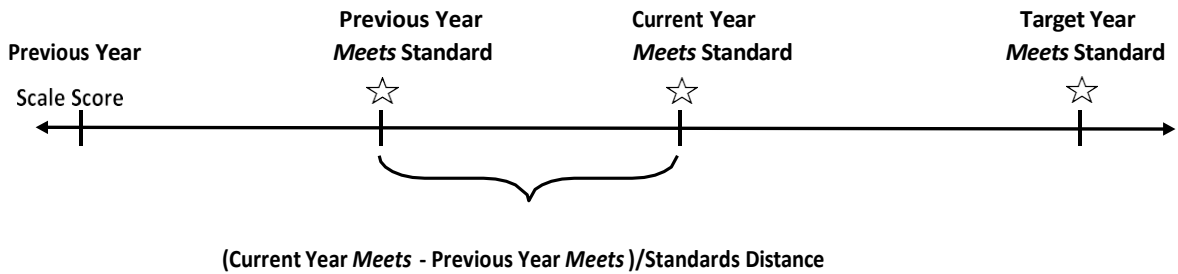 Previous Year
Meets Standard
Current Year
Meets Standard
Target Year
Meets Standard
Previous Year
Scale Score
(Current Year Meets - Previous Year Meets)/Standards Distance